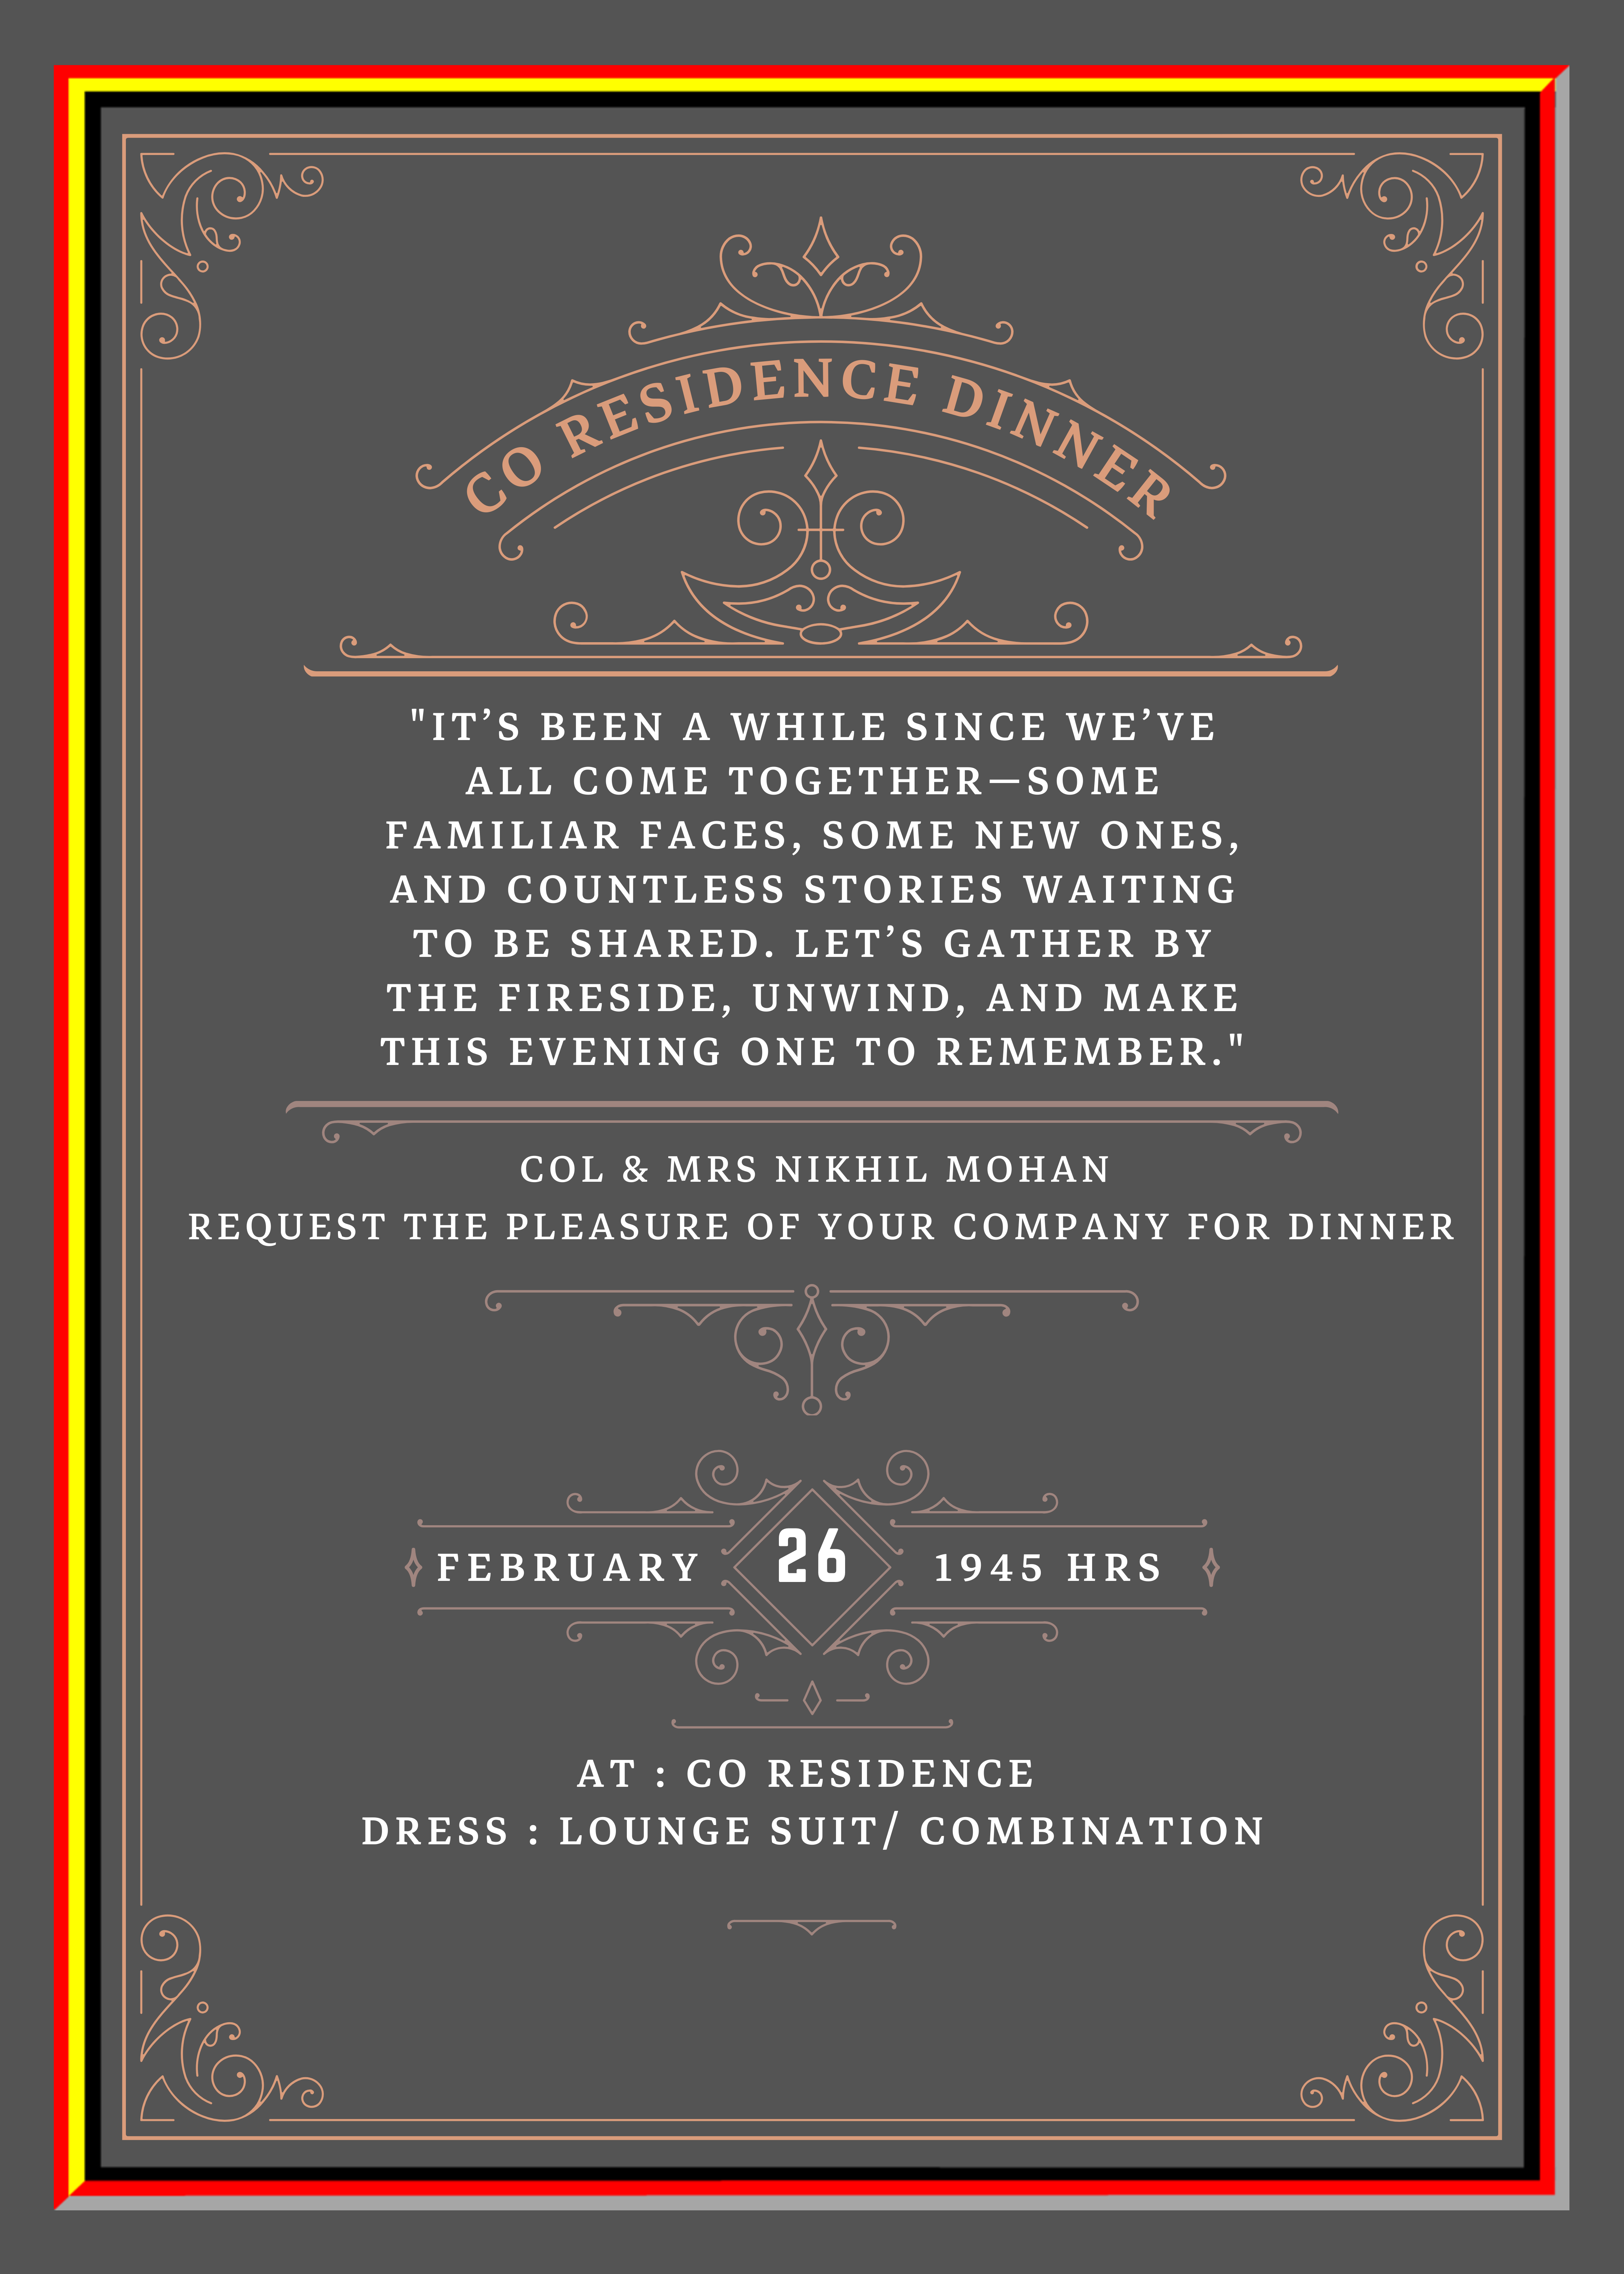 CO RESIDENCE DINNER
"IT’S BEEN A WHILE SINCE WE’VE
ALL COME TOGETHER—SOME
FAMILIAR FACES, SOME NEW ONES,
AND COUNTLESS STORIES WAITING
TO BE SHARED. LET’S GATHER BY
THE FIRESIDE, UNWIND, AND MAKE
THIS EVENING ONE TO REMEMBER."
COL & MRS NIKHIL MOHAN
REQUEST THE PLEASURE OF YOUR COMPANY FOR DINNER
FEBRUARY 26 1945 HRS
AT : CO RESIDENCE
DRESS : LOUNGE SUIT/ COMBINATION